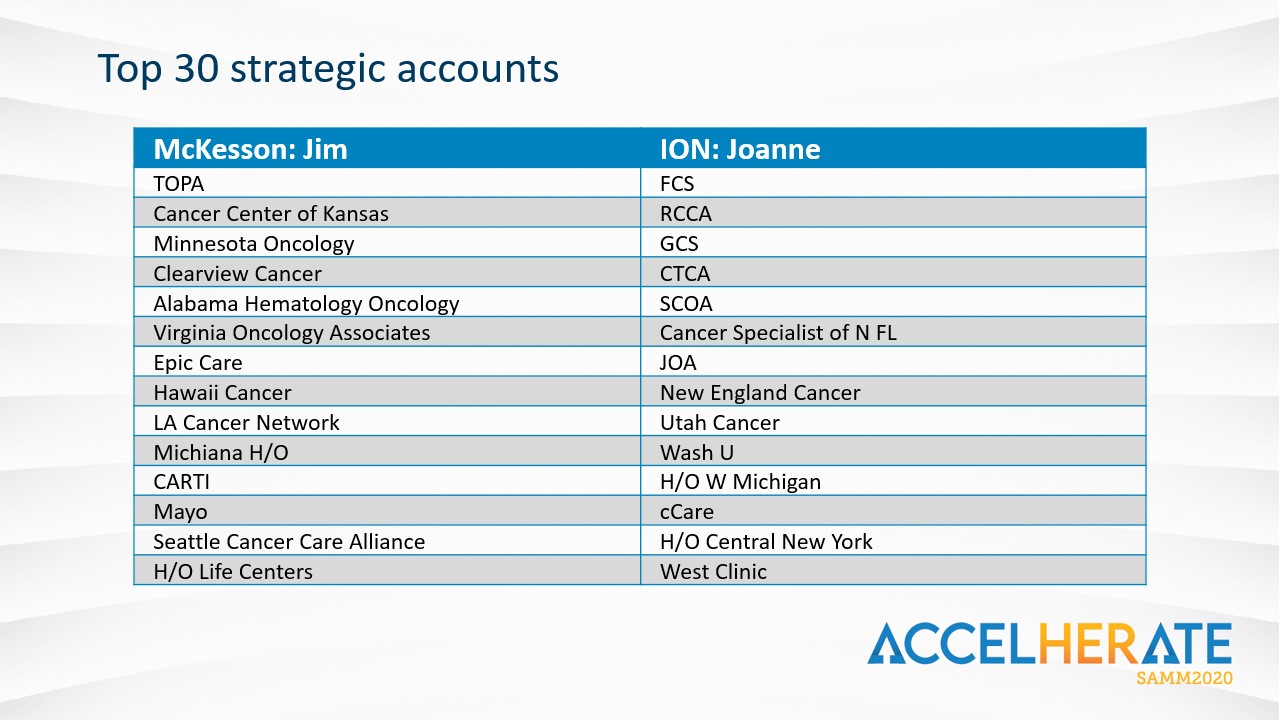 Top 30 strategic accounts
McKesson: Jim ION: Joanne
TOPA FCS
Cancer Center of Kansas RCCA
Minnesota Oncology GCS
Clearview Cancer CTCA
Alabama Hematology Oncology SCOA
Virginia Oncology Associates Cancer Specialist of N FL
Epic Care JOA
Hawaii Cancer New England Cancer
LA Cancer Network Utah Cancer
Michiana H/O Wash U
CARTI H/O W Michigan
Mayo cCare
Seattle Cancer Care Alliance H/O Central New York
H/O Life Centers West Clinic
ACCELHERATE
SAMM2020